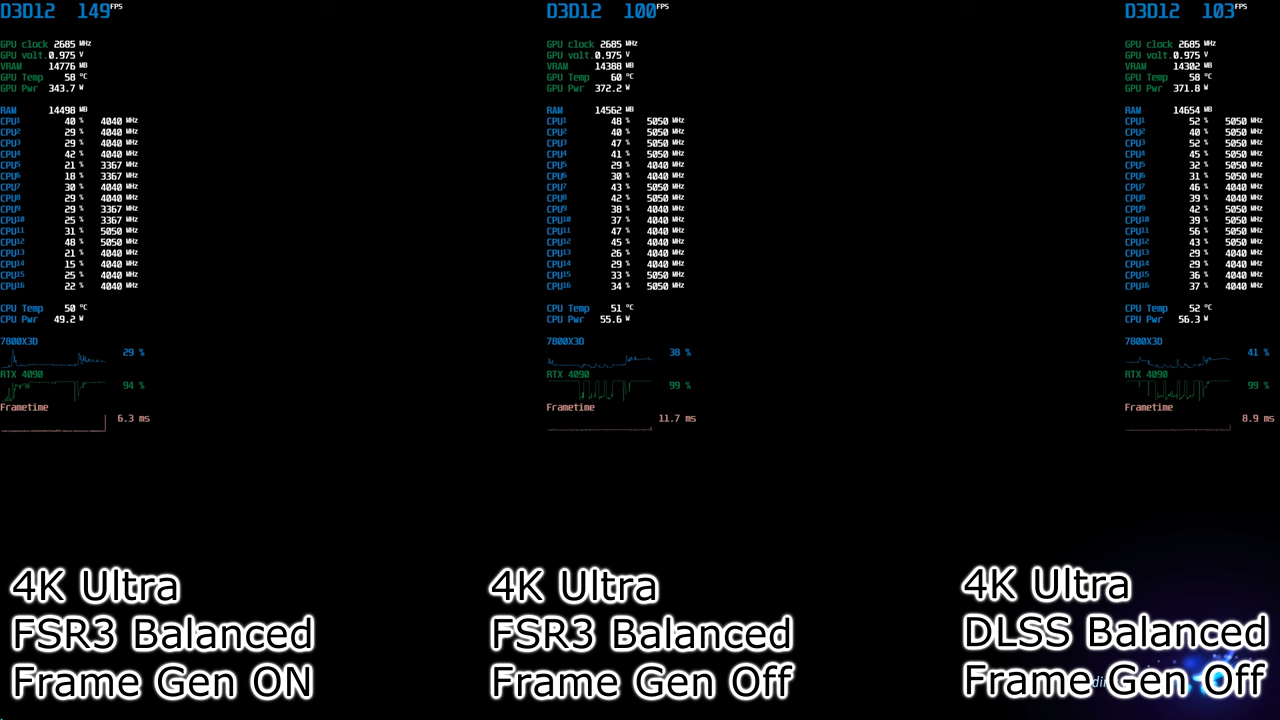 D3D12 149 FPS
GPU clock 2685 MHz
GPU volt. 0.975 V
VRAM 14776 MB
GPU Temp 58 °C
GPU Pwr 343.7 W
RAM 14498 MB
CPU1 40 % 4040 MHz
CPU2 29 % 4040 MHz
CPU3 29 % 4040 MHz
CPU4 42 % 4040 MHz
CPU5 21 % 3367 MHz
CPU6 18 % 3367 MHz
CPU7 30 % 4040 MHz
CPU8 29 % 4040 MHz
CPU9 29 % 3367 MHz
CPU10 25 % 3367 MHz
CPU11 31 % 5050 MHz
CPU12 48 % 5050 MHz
CPU13 21 % 4040 MHz
CPU14 15 % 4040 MHz
CPU15 25 % 4040 MHz
CPU16 22 % 4040 MHz
CPU Temp 50 °C
CPU Pwr 49.2 W
7800X3D
29 %
RTX 4090
94 %
Frametime
6.3 ms
4K Ultra
FSR3 Balanced
Frame Gen ON
D3D12 100 FPS
GPU clock 2685 MHz
GPU volt. 0.975 V
VRAM 14388 MB
GPU Temp 60 °C
GPU Pwr 372.2 W
RAM 14562 MB
CPU1 48 % 5050 MHz
CPU2 40 % 5050 MHz
CPU3 47 % 5050 MHz
CPU4 41 % 5050 MHz
CPU5 29 % 4040 MHz
CPU6 30 % 4040 MHz
CPU7 43 % 5050 MHz
CPU8 42 % 5050 MHz
CPU9 38 % 4040 MHz
CPU10 37 % 4040 MHz
CPU11 47 % 4040 MHz
CPU12 45 % 4040 MHz
CPU13 26 % 4040 MHz
CPU14 29 % 4040 MHz
CPU15 33 % 5050 MHz
CPU16 34 % 5050 MHz
CPU Temp 51 °C
CPU Pwr 55.6 W
7800X3D
38 %
RTX 4090
99 %
Frametime
11.7 ms
4K Ultra
FSR3 Balanced
Frame Gen Off
D3D12 103 FPS
GPU clock 2685 MHz
GPU volt. 0.975 V
VRAM 14302 MB
GPU Temp 58 °C
GPU Pwr 371.8 W
RAM 14654 MB
CPU1 52 % 5050 MHz
CPU2 40 % 5050 MHz
CPU3 52 % 5050 MHz
CPU4 45 % 5050 MHz
CPU5 32 % 5050 MHz
CPU6 31 % 5050 MHz
CPU7 46 % 4040 MHz
CPU8 39 % 4040 MHz
CPU9 42 % 5050 MHz
CPU10 39 % 5050 MHz
CPU11 56 % 5050 MHz
CPU12 43 % 5050 MHz
CPU13 29 % 4040 MHz
CPU14 29 % 4040 MHz
CPU15 36 % 4040 MHz
CPU16 37 % 4040 MHz
CPU Temp 52 °C
CPU Pwr 56.3 W
7800X3D
41 %
RTX 4090
99 %
Frametime
8.9 ms
4K Ultra
DLSS Balanced
Frame Gen Off